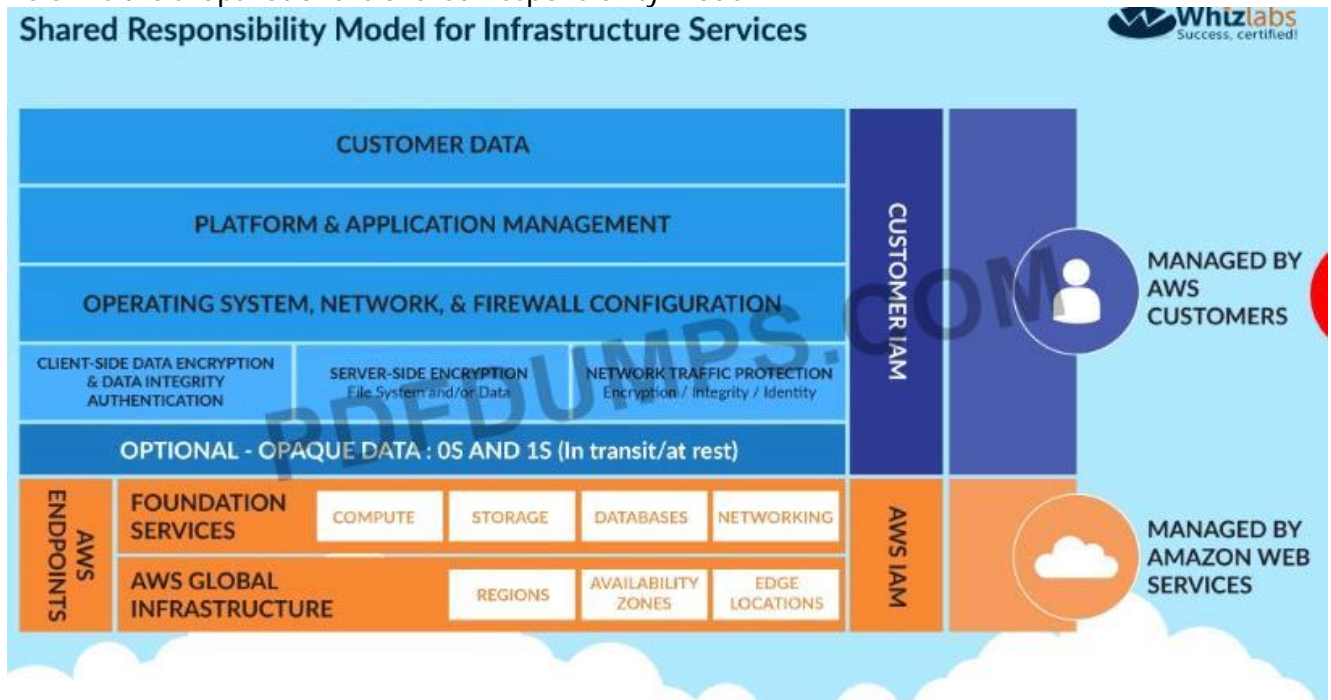 Shared Responsibility Model for Infrastructure Services
Whizlabs
Success, certified!
CUSTOMER DATA
PLATFORM & APPLICATION MANAGEMENT
OPERATING SYSTEM, NETWORK, & FIREWALL CONFIGURATION
CLIENT-SIDE DATA ENCRYPTION
& DATA INTEGRITY
AUTHENTICATION
SERVER-SIDE ENCRYPTION
File System and/or Data
NETWORK TRAFFIC PROTECTION
Encryption / Integrity / Identity
OPTIONAL - OPAQUE DATA : 0S AND 1S (In transit/at rest)
CUSTOMER IAM
MANAGED BY
AWS
CUSTOMERS
AWS
ENDPOINTS
FOUNDATION
SERVICES
COMPUTE
STORAGE
DATABASES
NETWORKING
AWS GLOBAL
INFRASTRUCTURE
REGIONS
AVAILABILITY
ZONES
EDGE
LOCATIONS
AWS IAM
MANAGED BY
AMAZON WEB
SERVICES
PDFDUMPS.COM